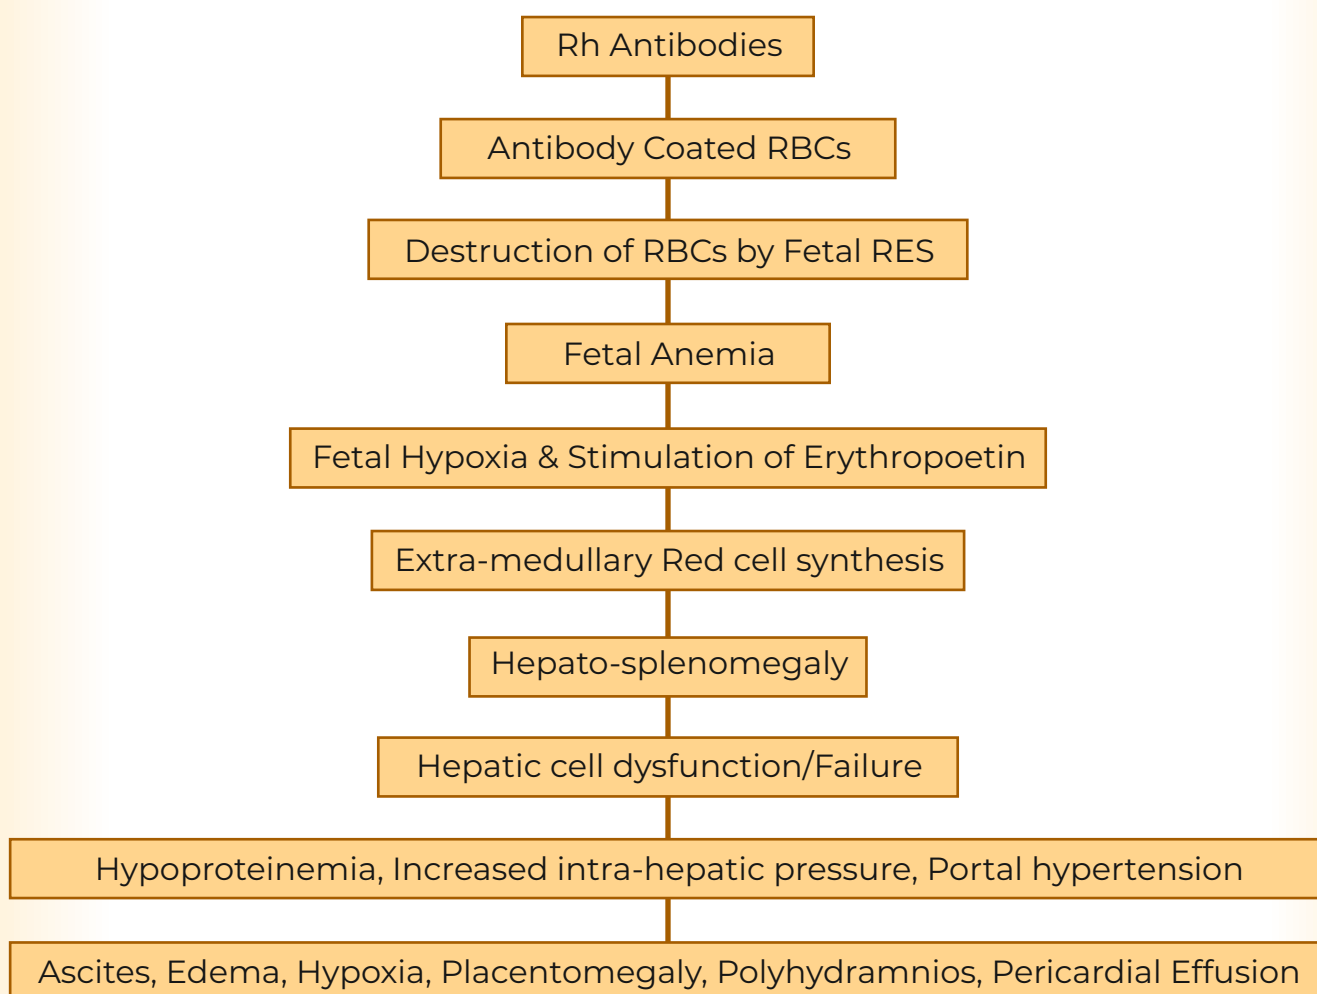 Rh Antibodies
Antibody Coated RBCs
Destruction of RBCs by Fetal RES
Fetal Anemia
Fetal Hypoxia & Stimulation of Erythropoetin
Extra-medullary Red cell synthesis
Hepato-splenomegaly
Hepatic cell dysfunction/Failure
Hypoproteinemia, Increased intra-hepatic pressure, Portal hypertension
Ascites, Edema, Hypoxia, Placentomegaly, Polyhydramnios, Pericardial Effusion